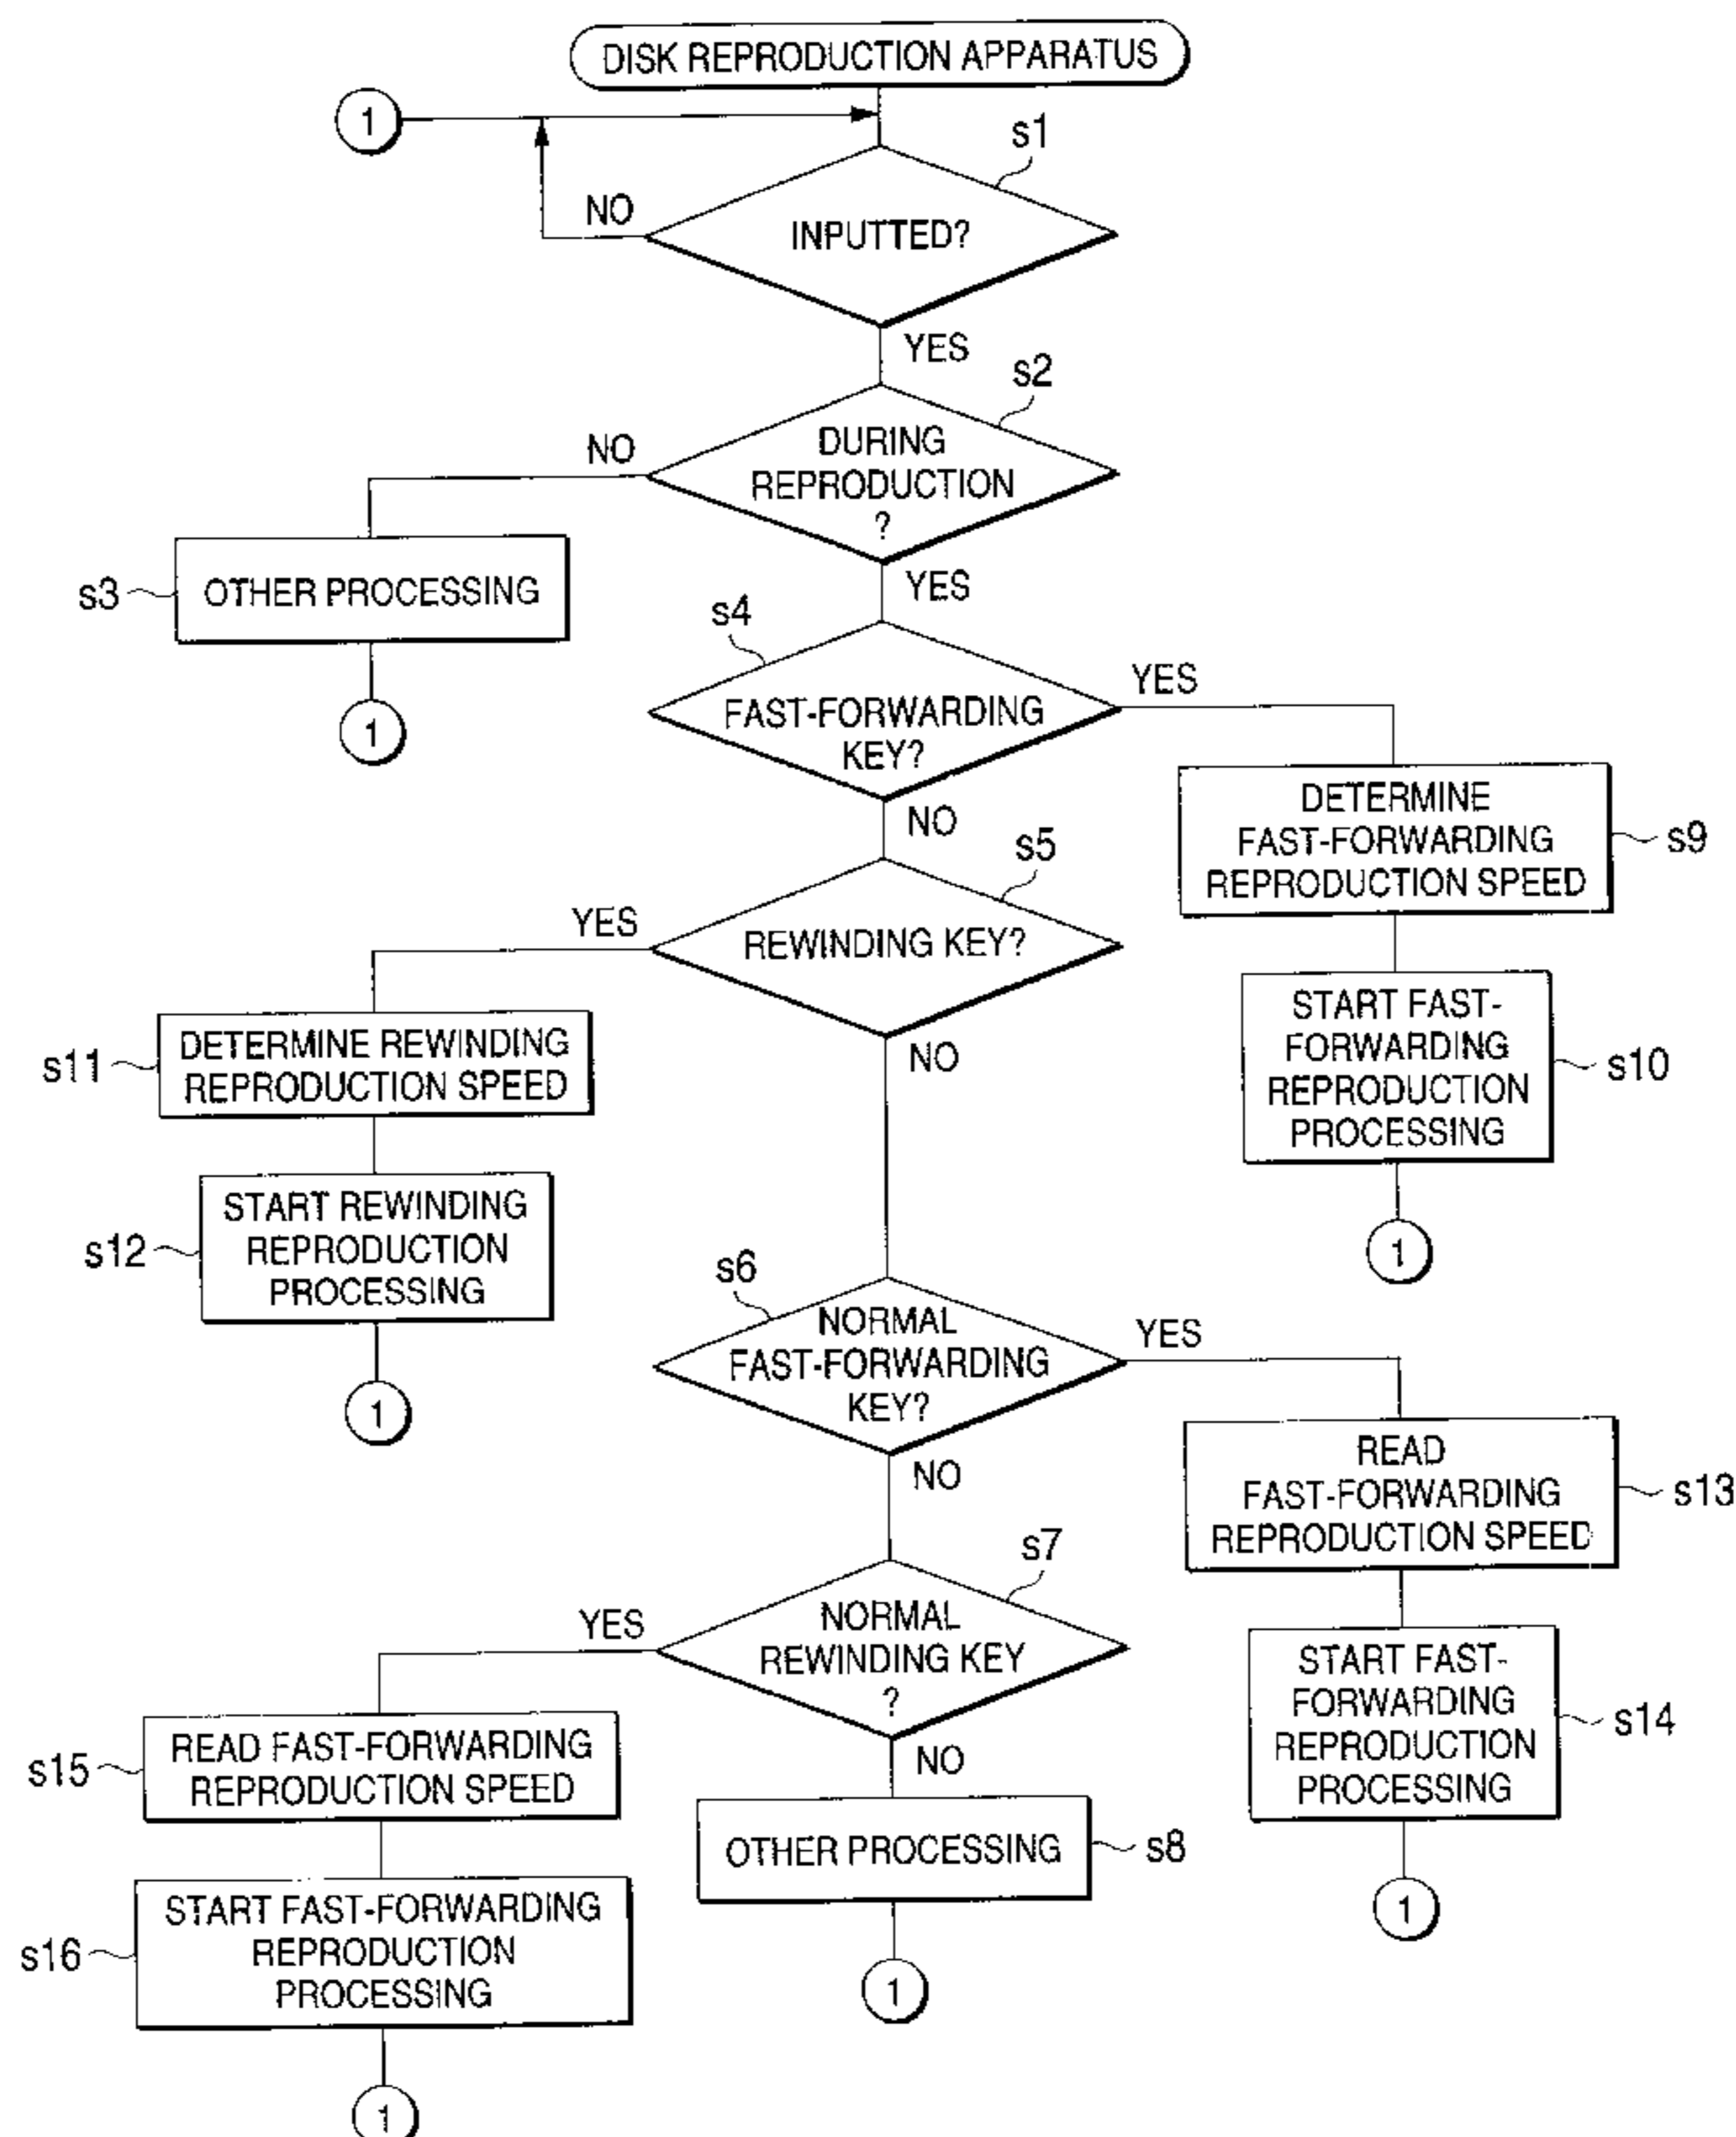 DISK REPRODUCTION APPARATUS
1
s1
NO
INPUTTED?
YES
s2
NO
DURING
REPRODUCTION
?
YES
s3
OTHER PROCESSING
1
s4
YES
FAST-FORWARDING
KEY?
NO
DETERMINE
FAST-FORWARDING
REPRODUCTION SPEED
s9
s5
YES
REWINDING KEY?
NO
START FAST-
FORWARDING
REPRODUCTION
PROCESSING
s10
1
s11
DETERMINE REWINDING
REPRODUCTION SPEED
s12
START REWINDING
REPRODUCTION
PROCESSING
1
s6
NORMAL
FAST-FORWARDING
KEY?
YES
NO
READ
FAST-FORWARDING
REPRODUCTION SPEED
s13
s7
YES
NORMAL
REWINDING KEY
?
NO
START FAST-
FORWARDING
REPRODUCTION
PROCESSING
s14
1
s15
READ FAST-FORWARDING
REPRODUCTION SPEED
OTHER PROCESSING
s8
1
s16
START FAST-FORWARDING
REPRODUCTION
PROCESSING
1